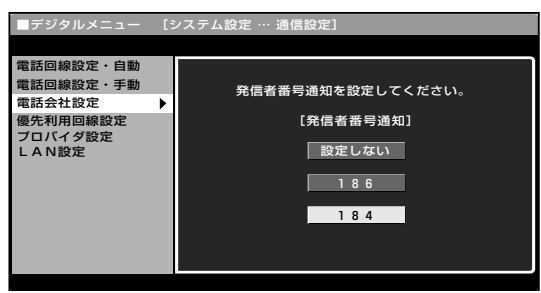 ■デジタルメニュー　[システム設定 … 通信設定]
電話回線設定・自動
電話回線設定・手動
電話会社設定
優先利用回線設定
プロバイダ設定
ＬＡＮ設定
発信者番号通知を設定してください。
[発信者番号通知]
設定しない
１８６
１８４